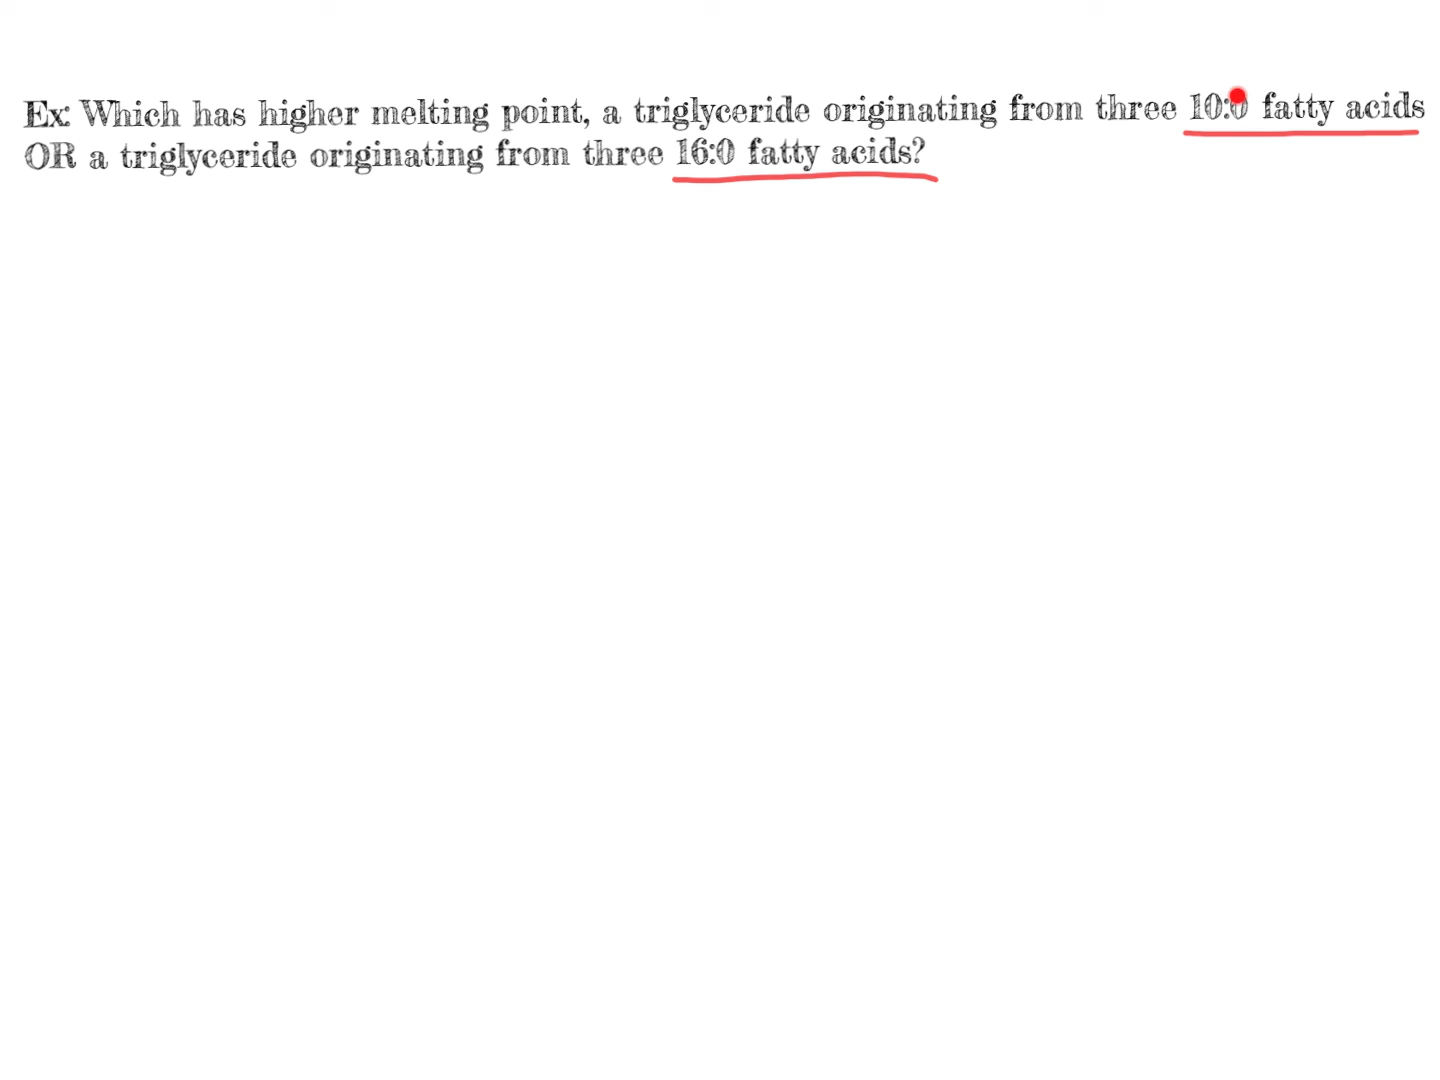 Ex: Which has higher melting point, a triglyceride originating from three 10:0 fatty acids
OR a triglyceride originating from three 16:0 fatty acids?